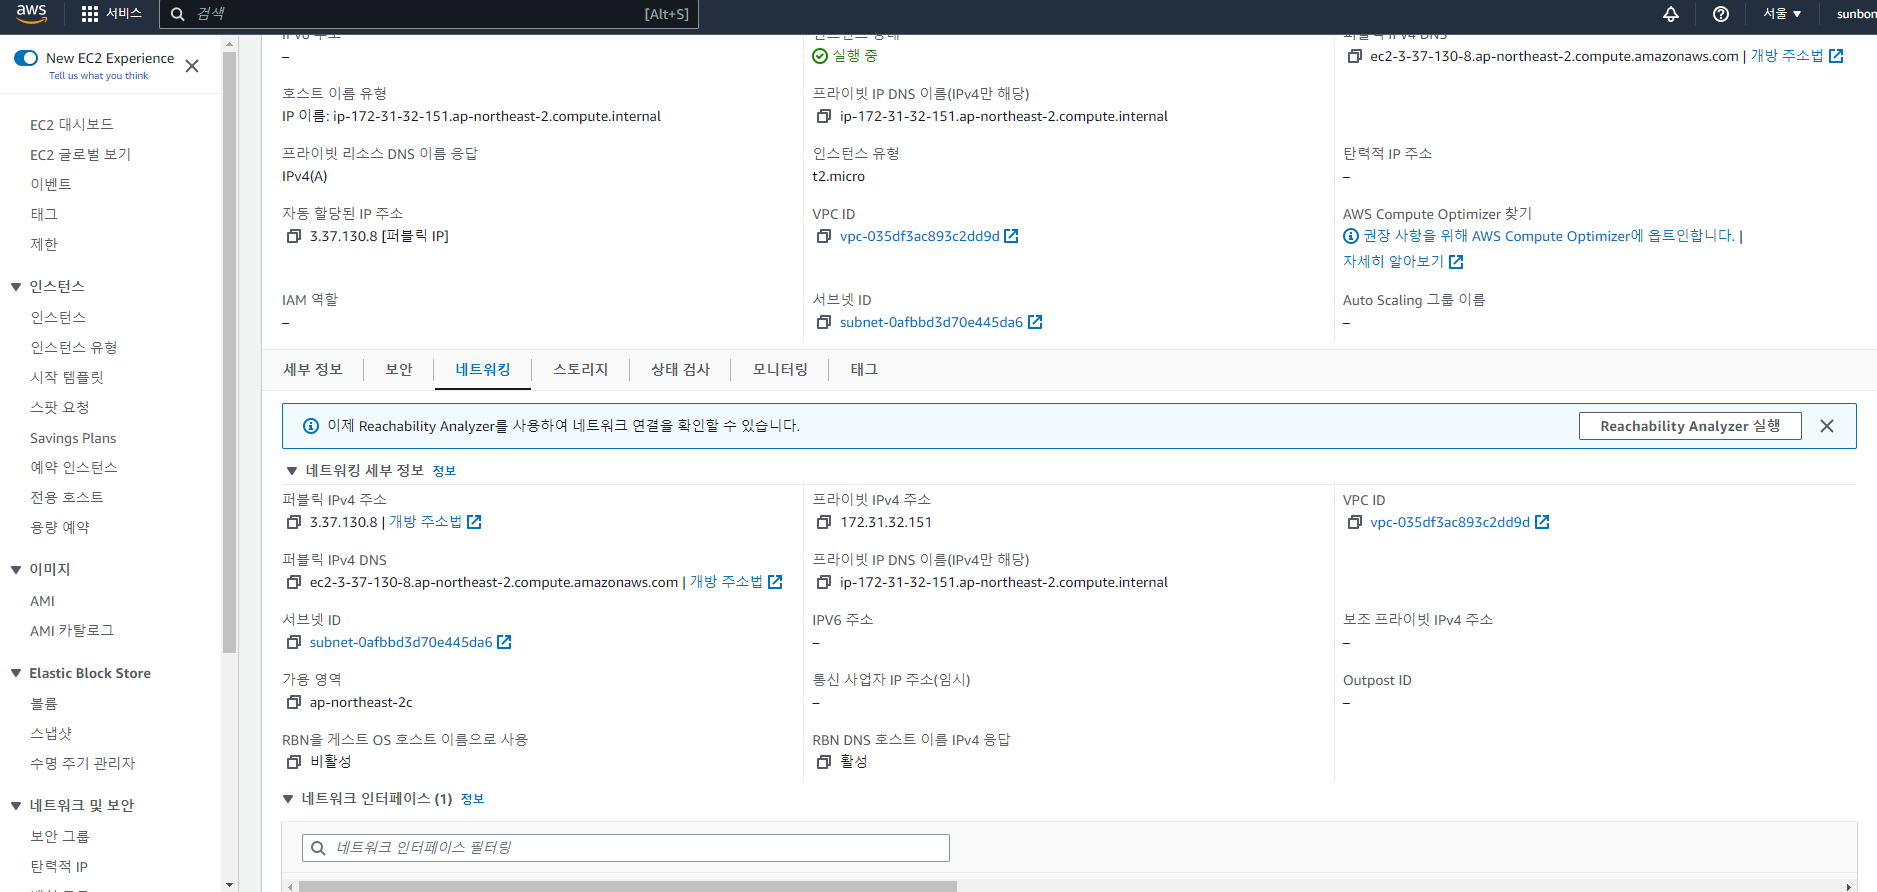 aws
서비스
검색
[Alt+S]
서울 ▼
sunbon
New EC2 Experience
Tell us what you think
EC2 대시보드
EC2 글로벌 보기
이벤트
태그
제한
인스턴스
인스턴스
인스턴스 유형
시작 템플릿
스팟 요청
Savings Plans
예약 인스턴스
전용 호스트
용량 예약
이미지
AMI
AMI 카탈로그
Elastic Block Store
볼륨
스냅샷
수명 주기 관리자
네트워크 및 보안
보안 그룹
탄력적 IP
–
실행 중
ec2-3-37-130-8.ap-northeast-2.compute.amazonaws.com | 개방 주소법
호스트 이름 유형
IP 이름: ip-172-31-32-151.ap-northeast-2.compute.internal
프라이빗 IP DNS 이름(IPv4만 해당)
ip-172-31-32-151.ap-northeast-2.compute.internal
프라이빗 리소스 DNS 이름 응답
IPv4(A)
인스턴스 유형
t2.micro
탄력적 IP 주소
–
자동 할당된 IP 주소
3.37.130.8 [퍼블릭 IP]
VPC ID
vpc-035df3ac893c2dd9d
AWS Compute Optimizer 찾기
권장 사항을 위해 AWS Compute Optimizer에 옵트인합니다. |
자세히 알아보기
IAM 역할
–
서브넷 ID
subnet-0afbbd3d70e445da6
Auto Scaling 그룹 이름
–
세부 정보
보안
네트워킹
스토리지
상태 검사
모니터링
태그
이제 Reachability Analyzer를 사용하여 네트워크 연결을 확인할 수 있습니다.
Reachability Analyzer 실행
네트워킹 세부 정보 정보
퍼블릭 IPv4 주소
3.37.130.8 | 개방 주소법
프라이빗 IPv4 주소
172.31.32.151
VPC ID
vpc-035df3ac893c2dd9d
퍼블릭 IPv4 DNS
ec2-3-37-130-8.ap-northeast-2.compute.amazonaws.com | 개방 주소법
프라이빗 IP DNS 이름(IPv4만 해당)
ip-172-31-32-151.ap-northeast-2.compute.internal
서브넷 ID
subnet-0afbbd3d70e445da6
IPV6 주소
–
보조 프라이빗 IPv4 주소
–
가용 영역
ap-northeast-2c
통신 사업자 IP 주소(임시)
–
Outpost ID
–
RBN을 게스트 OS 호스트 이름으로 사용
비활성
RBN DNS 호스트 이름 IPv4 응답
활성
네트워크 인터페이스 (1) 정보
네트워크 인터페이스 필터링